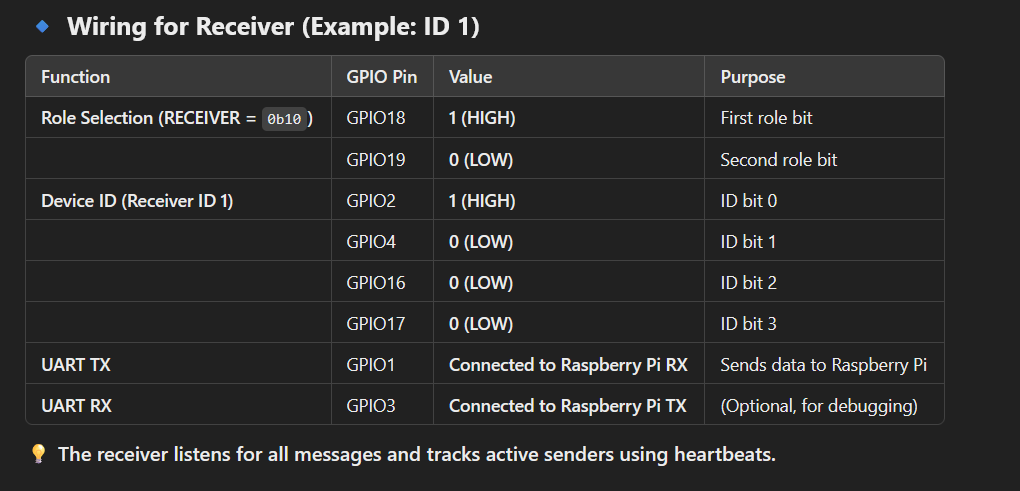 Wiring for Receiver (Example: ID 1)
Function GPIO Pin Value Purpose
Role Selection (RECEIVER = 0b10) GPIO18 1 (HIGH) First role bit
GPIO19 0 (LOW) Second role bit
Device ID (Receiver ID 1) GPIO2 1 (HIGH) ID bit 0
GPIO4 0 (LOW) ID bit 1
GPIO16 0 (LOW) ID bit 2
GPIO17 0 (LOW) ID bit 3
UART TX GPIO1 Connected to Raspberry Pi RX Sends data to Raspberry Pi
UART RX GPIO3 Connected to Raspberry Pi TX (Optional, for debugging)
The receiver listens for all messages and tracks active senders using heartbeats.